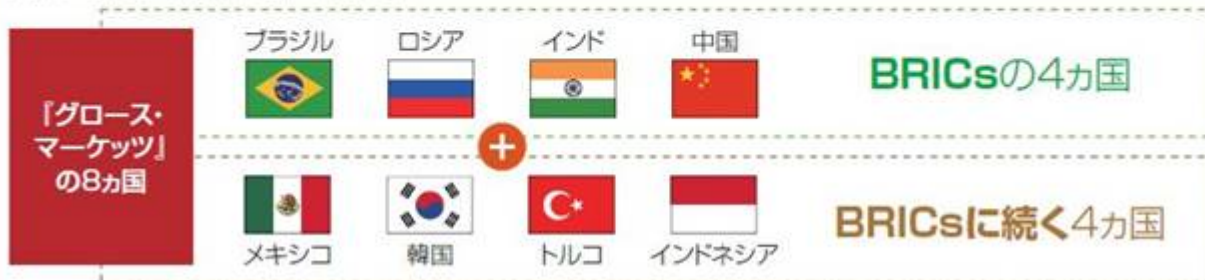 『グロース・
マーケッツ』
の8ヵ国
ブラジル ロシア インド 中国
BRICsの4ヵ国
+
メキシコ 韓国 トルコ インドネシア
BRICsに続く4ヵ国